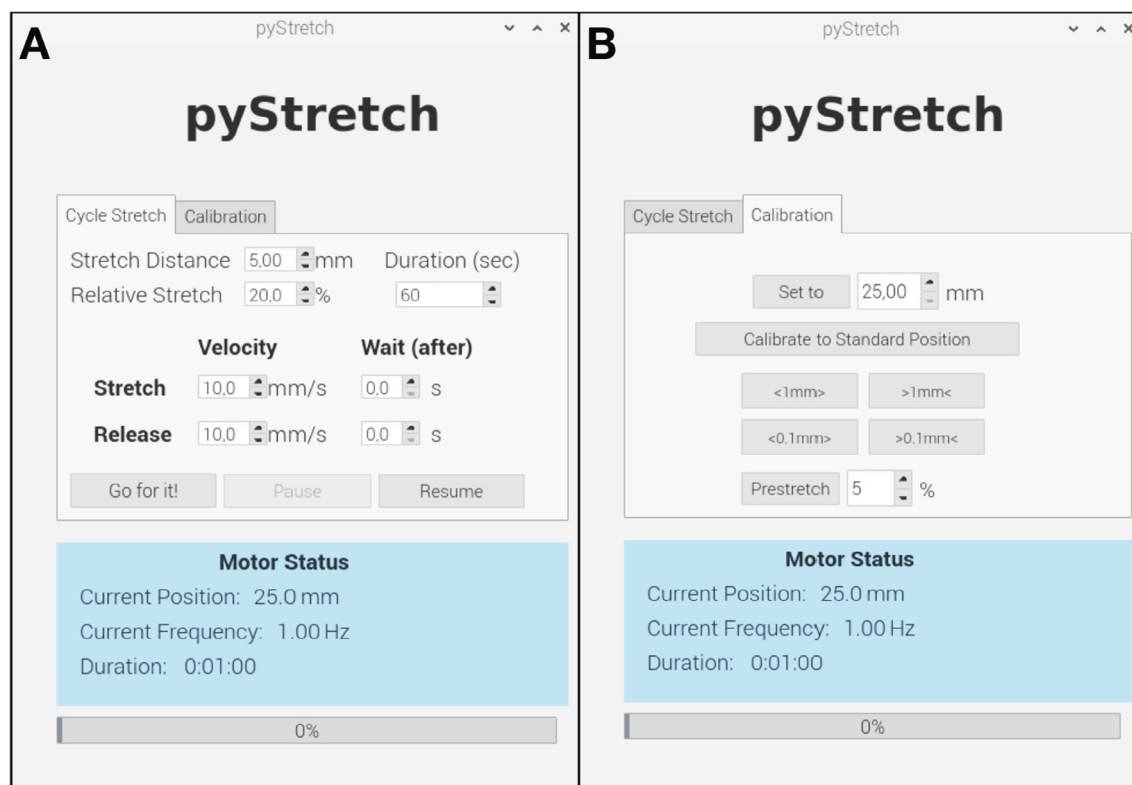 A
pyStretch
pyStretch
Cycle Stretch Calibration
Stretch Distance 5,00 mm Duration (sec)
Relative Stretch 20,0 % 60
Velocity Wait (after)
Stretch 10,0 mm/s 0,0 s
Release 10,0 mm/s 0,0 s
Go for it! Pause Resume
Motor Status
Current Position: 25.0 mm
Current Frequency: 1.00 Hz
Duration: 0:01:00
0%
B
pyStretch
pyStretch
Cycle Stretch Calibration
Set to 25,00 mm
Calibrate to Standard Position
<1mm> >1mm<
<0.1mm> >0.1mm<
Prestretch 5 %
Motor Status
Current Position: 25.0 mm
Current Frequency: 1.00 Hz
Duration: 0:01:00
0%